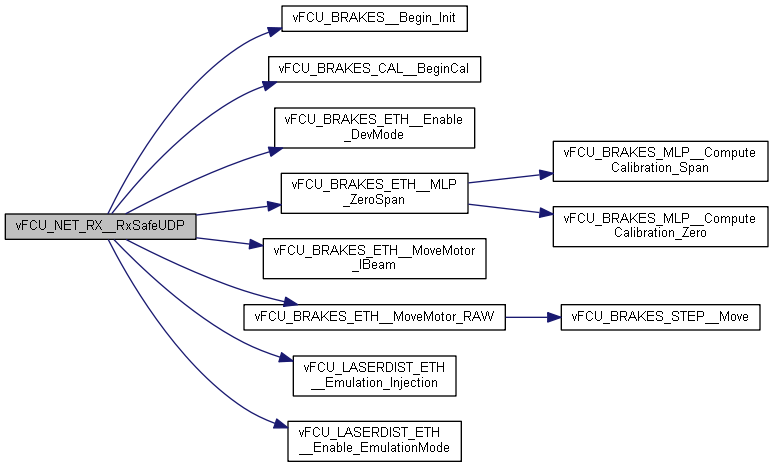 vFCU_BRAKES__Begin_Init
vFCU_BRAKES_CAL__BeginCal
vFCU_BRAKES_ETH__Enable
_DevMode
vFCU_BRAKES_MLP__Compute
Calibration_Span
vFCU_BRAKES_ETH__MLP
_ZeroSpan
vFCU_NET_RX__RxSafeUDP
vFCU_BRAKES_MLP__Compute
Calibration_Zero
vFCU_BRAKES_ETH__MoveMotor
_IBeam
vFCU_BRAKES_ETH__MoveMotor_RAW
vFCU_BRAKES_STEP__Move
vFCU_LASERDIST_ETH
__Emulation_Injection
vFCU_LASERDIST_ETH
__Enable_EmulationMode